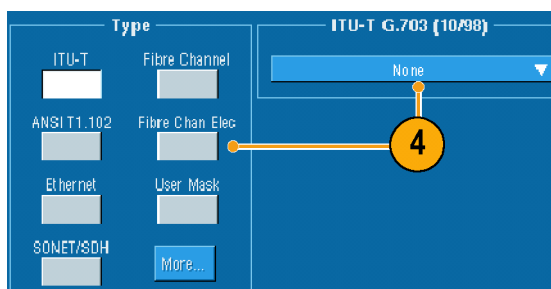 Type
ITU-T G.703 (10/98)
ITU-T Fibre Channel
None
ANSI T1.102 Fibre Chan Elec
4
Ethernet User Mask
SONET/SDH More...